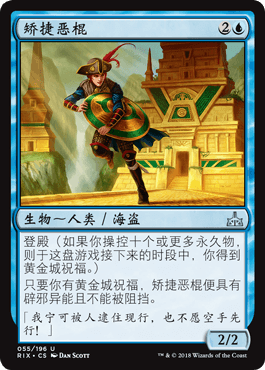 矫捷恶棍 2
生物～人类／海盗
登殿（如果你操控十个或更多永久物，
则于这盘游戏接下来的时段中，你得到
黄金城祝福。）
只要你有黄金城祝福，矫捷恶棍便具有
辟邪异能且不能被阻挡。
「我宁可被人逮住现行，也不愿空手先
行！」
2/2
055/196 U
RIX • CS DAN SCOTT
™ & © 2018 Wizards of the Coast